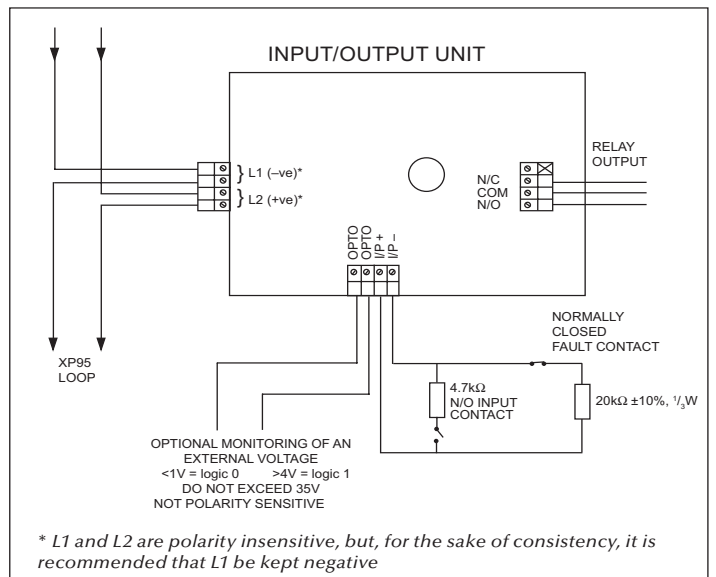 INPUT/OUTPUT UNIT
L1 (–ve)*
L2 (+ve)*
RELAY
OUTPUT
N/C
COM
N/O
OPTO
OPTO
I/P +
I/P –
XP95
LOOP
NORMALLY
CLOSED
FAULT CONTACT
4.7kΩ
N/O INPUT
CONTACT
20kΩ ±10%, 1/3W
OPTIONAL MONITORING OF AN
EXTERNAL VOLTAGE
<1V = logic 0 >4V = logic 1
DO NOT EXCEED 35V
NOT POLARITY SENSITIVE
* L1 and L2 are polarity insensitive, but, for the sake of consistency, it is
recommended that L1 be kept negative